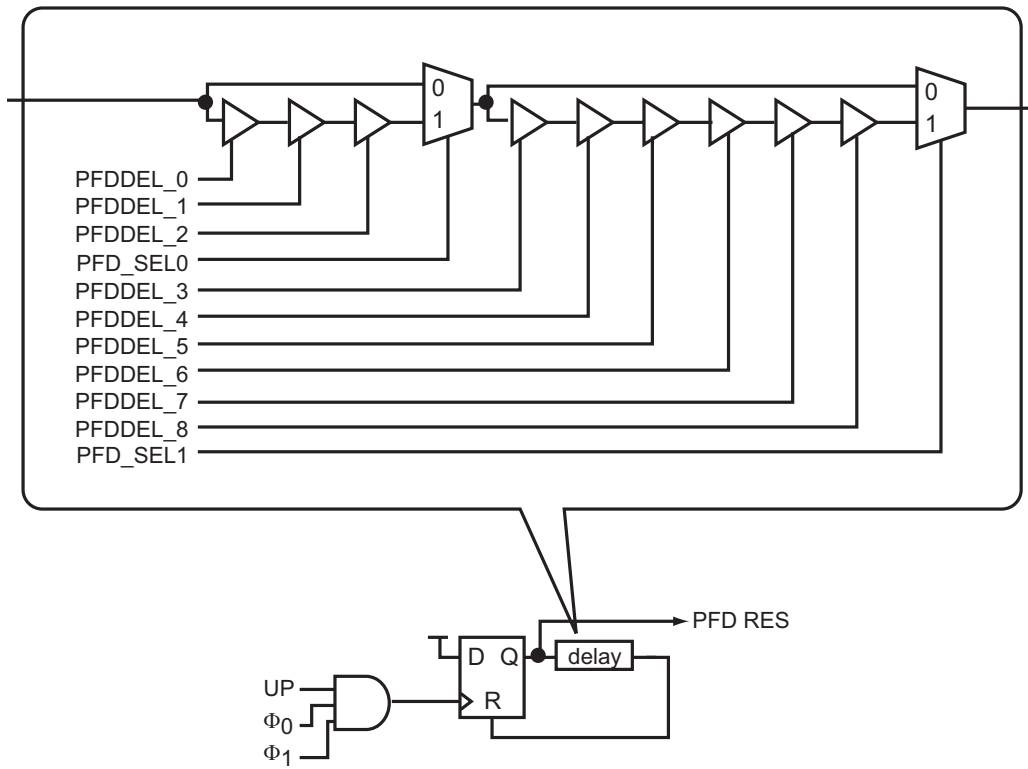 0
1
0
1
PFDDEL_0
PFDDEL_1
PFDDEL_2
PFD_SEL0
PFDDEL_3
PFDDEL_4
PFDDEL_5
PFDDEL_6
PFDDEL_7
PFDDEL_8
PFD_SEL1
PFD RES
D Q
delay
R
UP
Φ0
Φ1